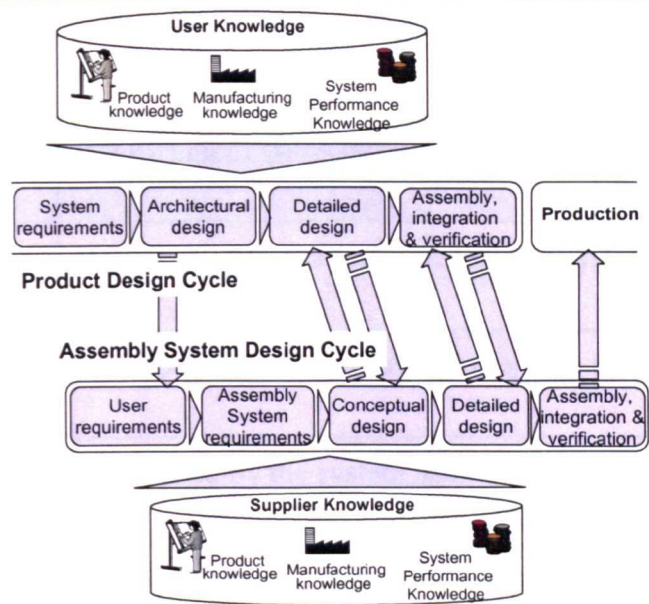 User Knowledge
Product
knowledge
Manufacturing
knowledge
System
Performance
Knowledge
System
requirements
Architectural
design
Detailed
design
Assembly,
integration
& verification
Production
Product Design Cycle
Assembly System Design Cycle
User
requirements
Assembly
System
requirements
Conceptual
design
Detailed
design
Assembly,
integration &
verification
Supplier Knowledge
Product
knowledge
Manufacturing
knowledge
System
Performance
Knowledge